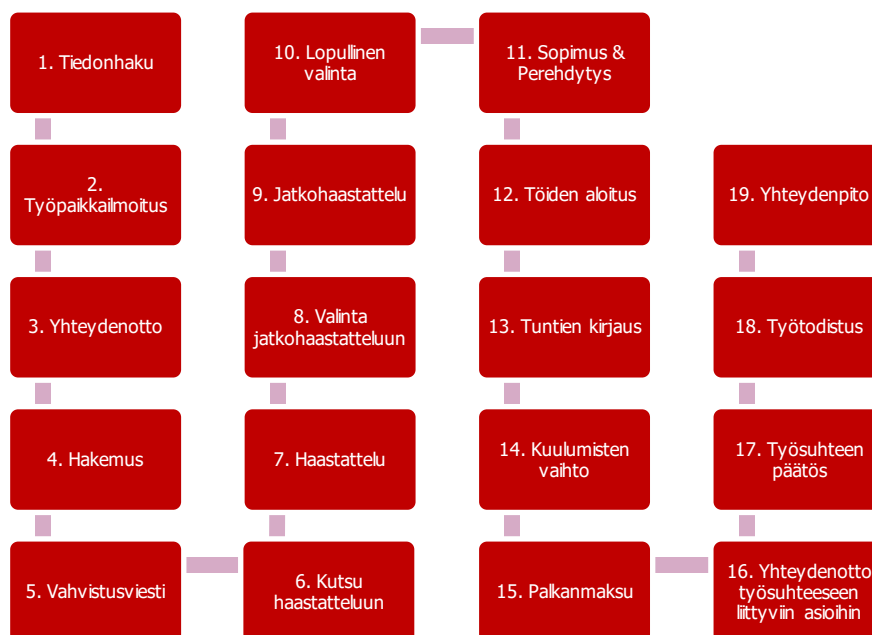 1. Tiedonhaku
2.
Työpaikkailmoitus
3. Yhteydenotto
4. Hakemus
5. Vahvistusviesti
6. Kutsu
haastatteluun
7. Haastattelu
8. Valinta
jatkohaastatteluun
9. Jatkohaastattelu
10. Lopullinen
valinta
11. Sopimus &
Perehdytys
12. Töiden aloitus
13. Tuntien kirjaus
14. Kuulumisten
vaihto
15. Palkanmaksu
16. Yhteydenotto
työsuhteeseen
liittyviin asioihin
17. Työsuhteen
päätös
18. Työtodistus
19. Yhteydenpito